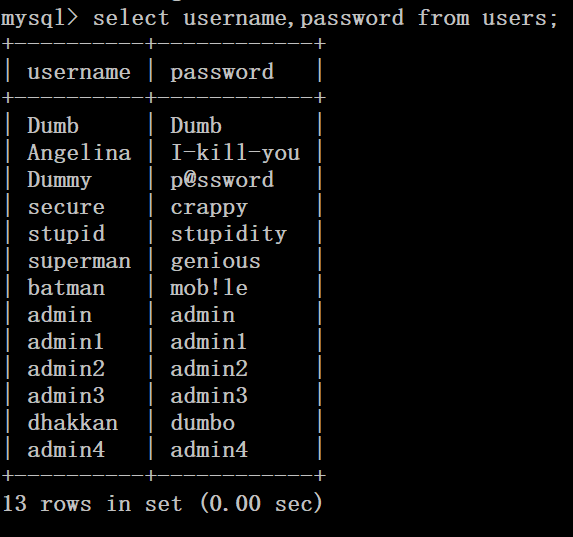 mysql> select username,password from users;
+----------+------------+
| username | password   |
+----------+------------+
| Dumb     | Dumb       |
| Angelina | I-kill-you |
| Dummy    | p@ssword   |
| secure   | crappy     |
| stupid   | stupidity  |
| superman | genious    |
| batman   | mob!le     |
| admin    | admin      |
| admin1   | admin1     |
| admin2   | admin2     |
| admin3   | admin3     |
| dhakkan  | dumbo      |
| admin4   | admin4     |
+----------+------------+
13 rows in set (0.00 sec)